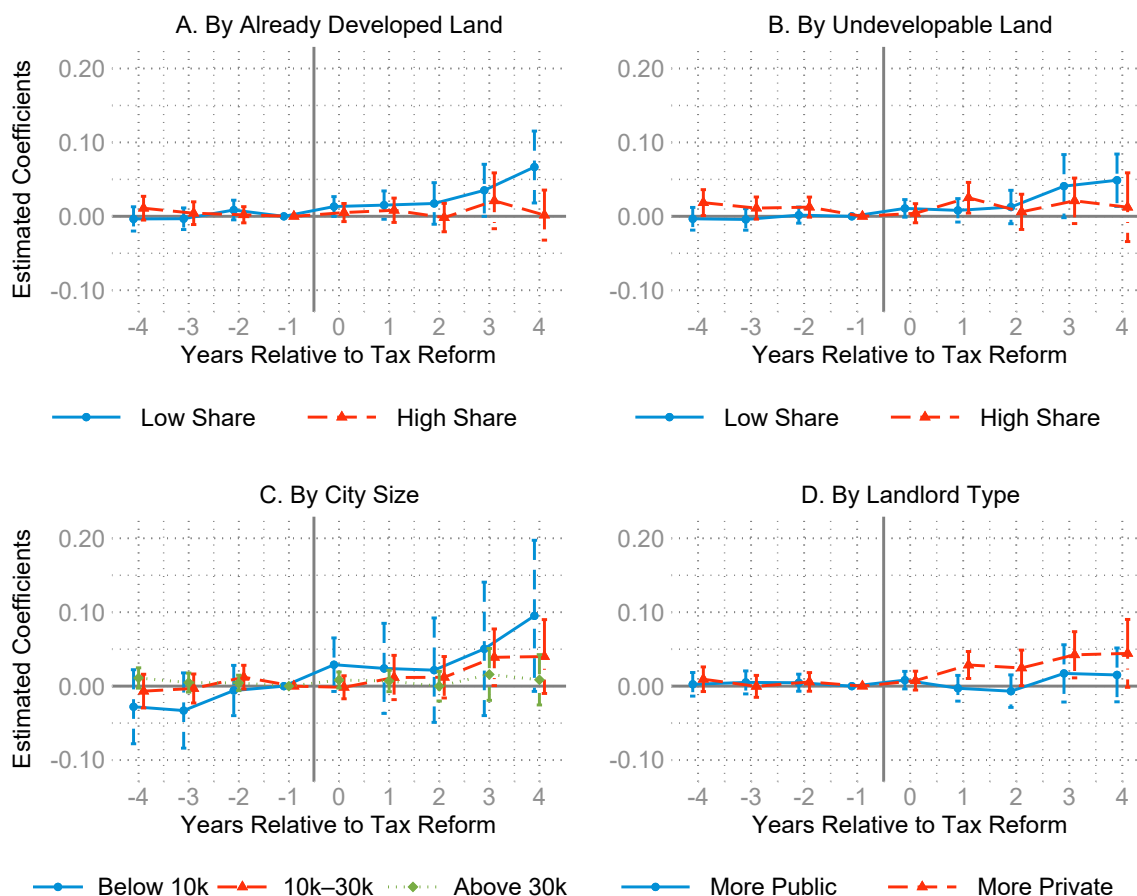 A. By Already Developed Land
Estimated Coefficients
0.20
0.10
0.00
-0.10
-4 -3 -2 -1 0 1 2 3 4
Years Relative to Tax Reform
Low Share High Share
B. By Undevelopable Land
0.20
0.10
0.00
-0.10
-4 -3 -2 -1 0 1 2 3 4
Years Relative to Tax Reform
Low Share High Share
C. By City Size
Estimated Coefficients
0.20
0.10
0.00
-0.10
-4 -3 -2 -1 0 1 2 3 4
Years Relative to Tax Reform
Below 10k 10k–30k Above 30k
D. By Landlord Type
0.20
0.10
0.00
-0.10
-4 -3 -2 -1 0 1 2 3 4
Years Relative to Tax Reform
More Public More Private